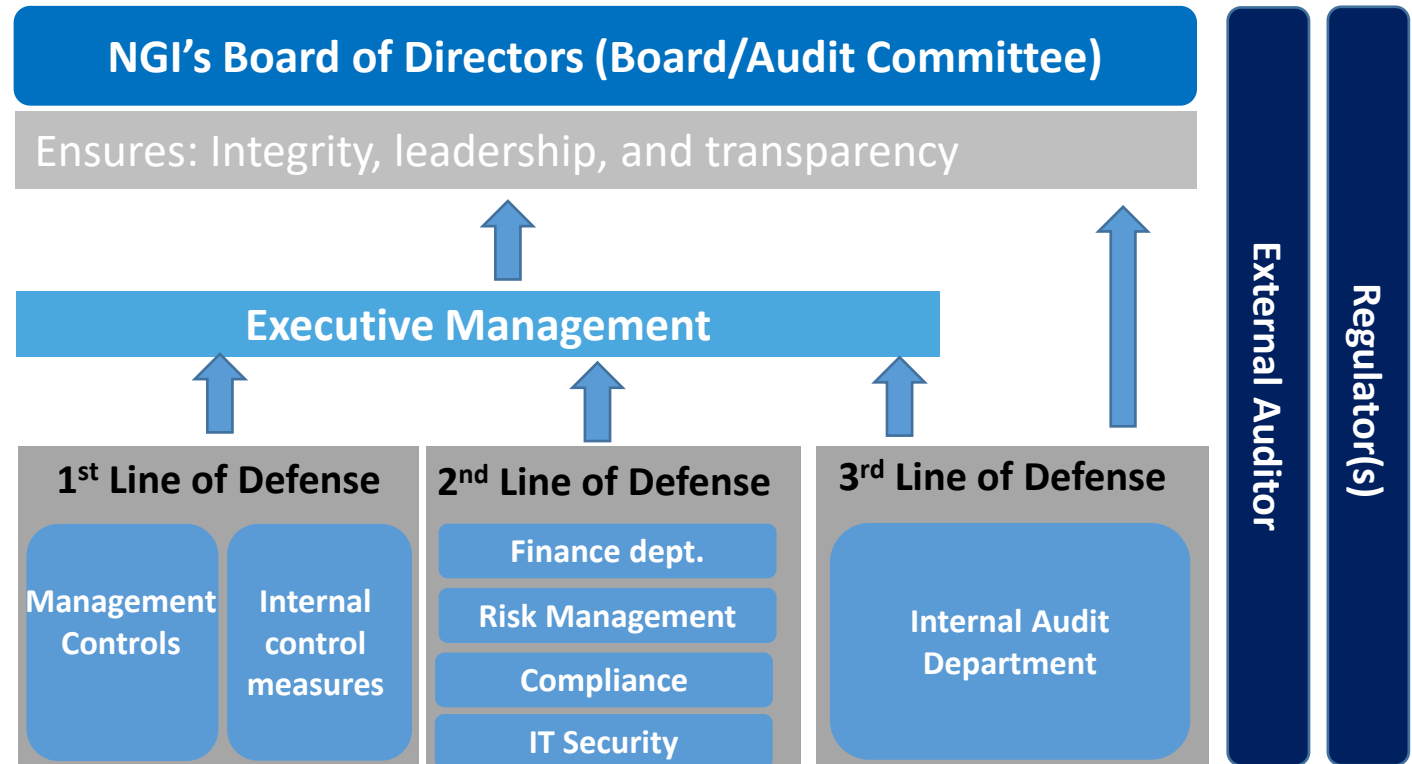 NGI’s Board of Directors (Board/Audit Committee)
Ensures: Integrity, leadership, and transparency
Executive Management
1st Line of Defense
Management
Controls
Internal
control
measures
2nd Line of Defense
Finance dept.
Risk Management
Compliance
IT Security
3rd Line of Defense
Internal Audit
Department
External Auditor
Regulator(s)